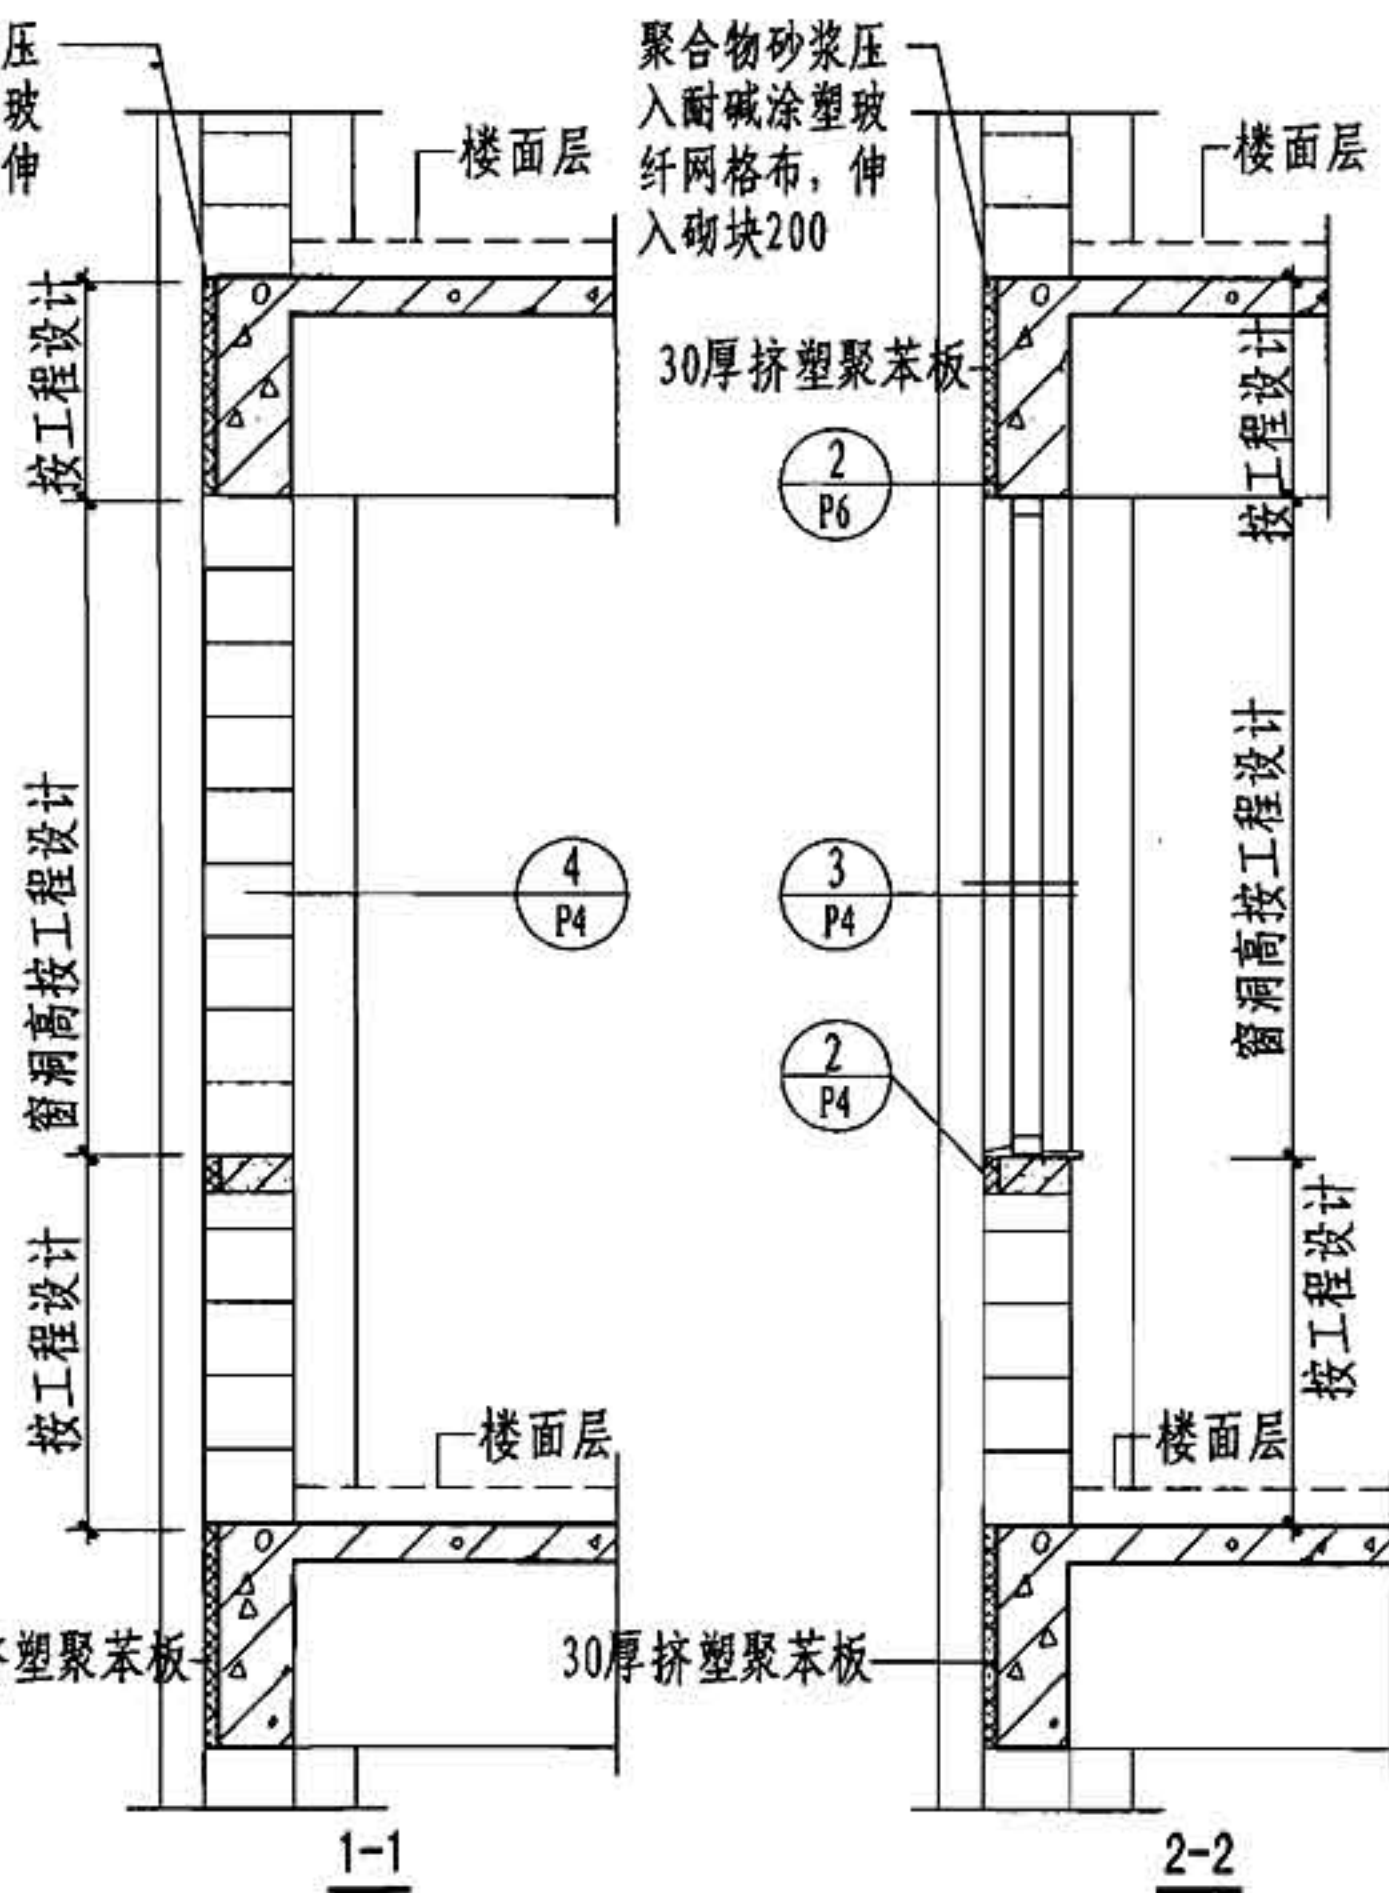 压
玻
伸
楼面层
按工程设计
窗洞高按工程设计
4
P4
按工程设计
楼面层
塑聚苯板
1-1
聚合物砂浆压
入耐碱涂塑玻
纤网格布，伸
入砌块200
楼面层
30厚挤塑聚苯板
按工程设计
2
P6
窗洞高按工程设计
3
P4
2
P4
按工程设计
楼面层
30厚挤塑聚苯板
2-2